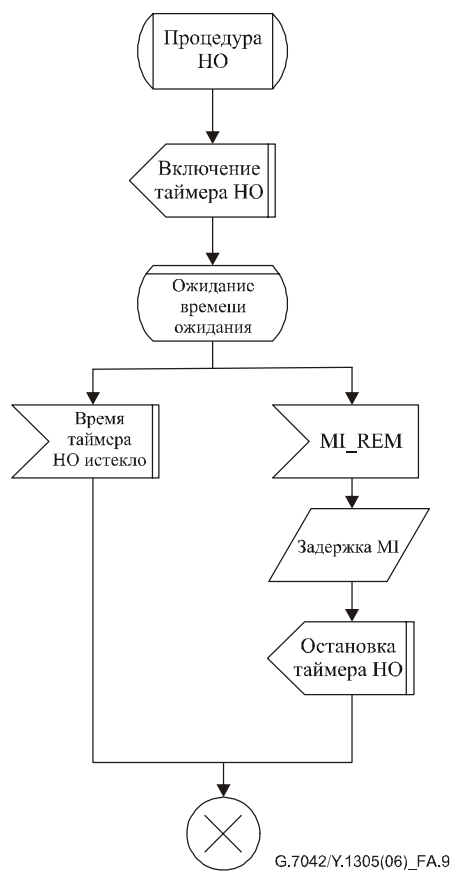 Процедура
НО
Включение
таймера НО
Ожидание
времени
ожидания
Время
таймера
НО истекло
MI_REM
Задержка MI
Остановка
таймера НО
G.7042/Y.1305(06)_FA.9